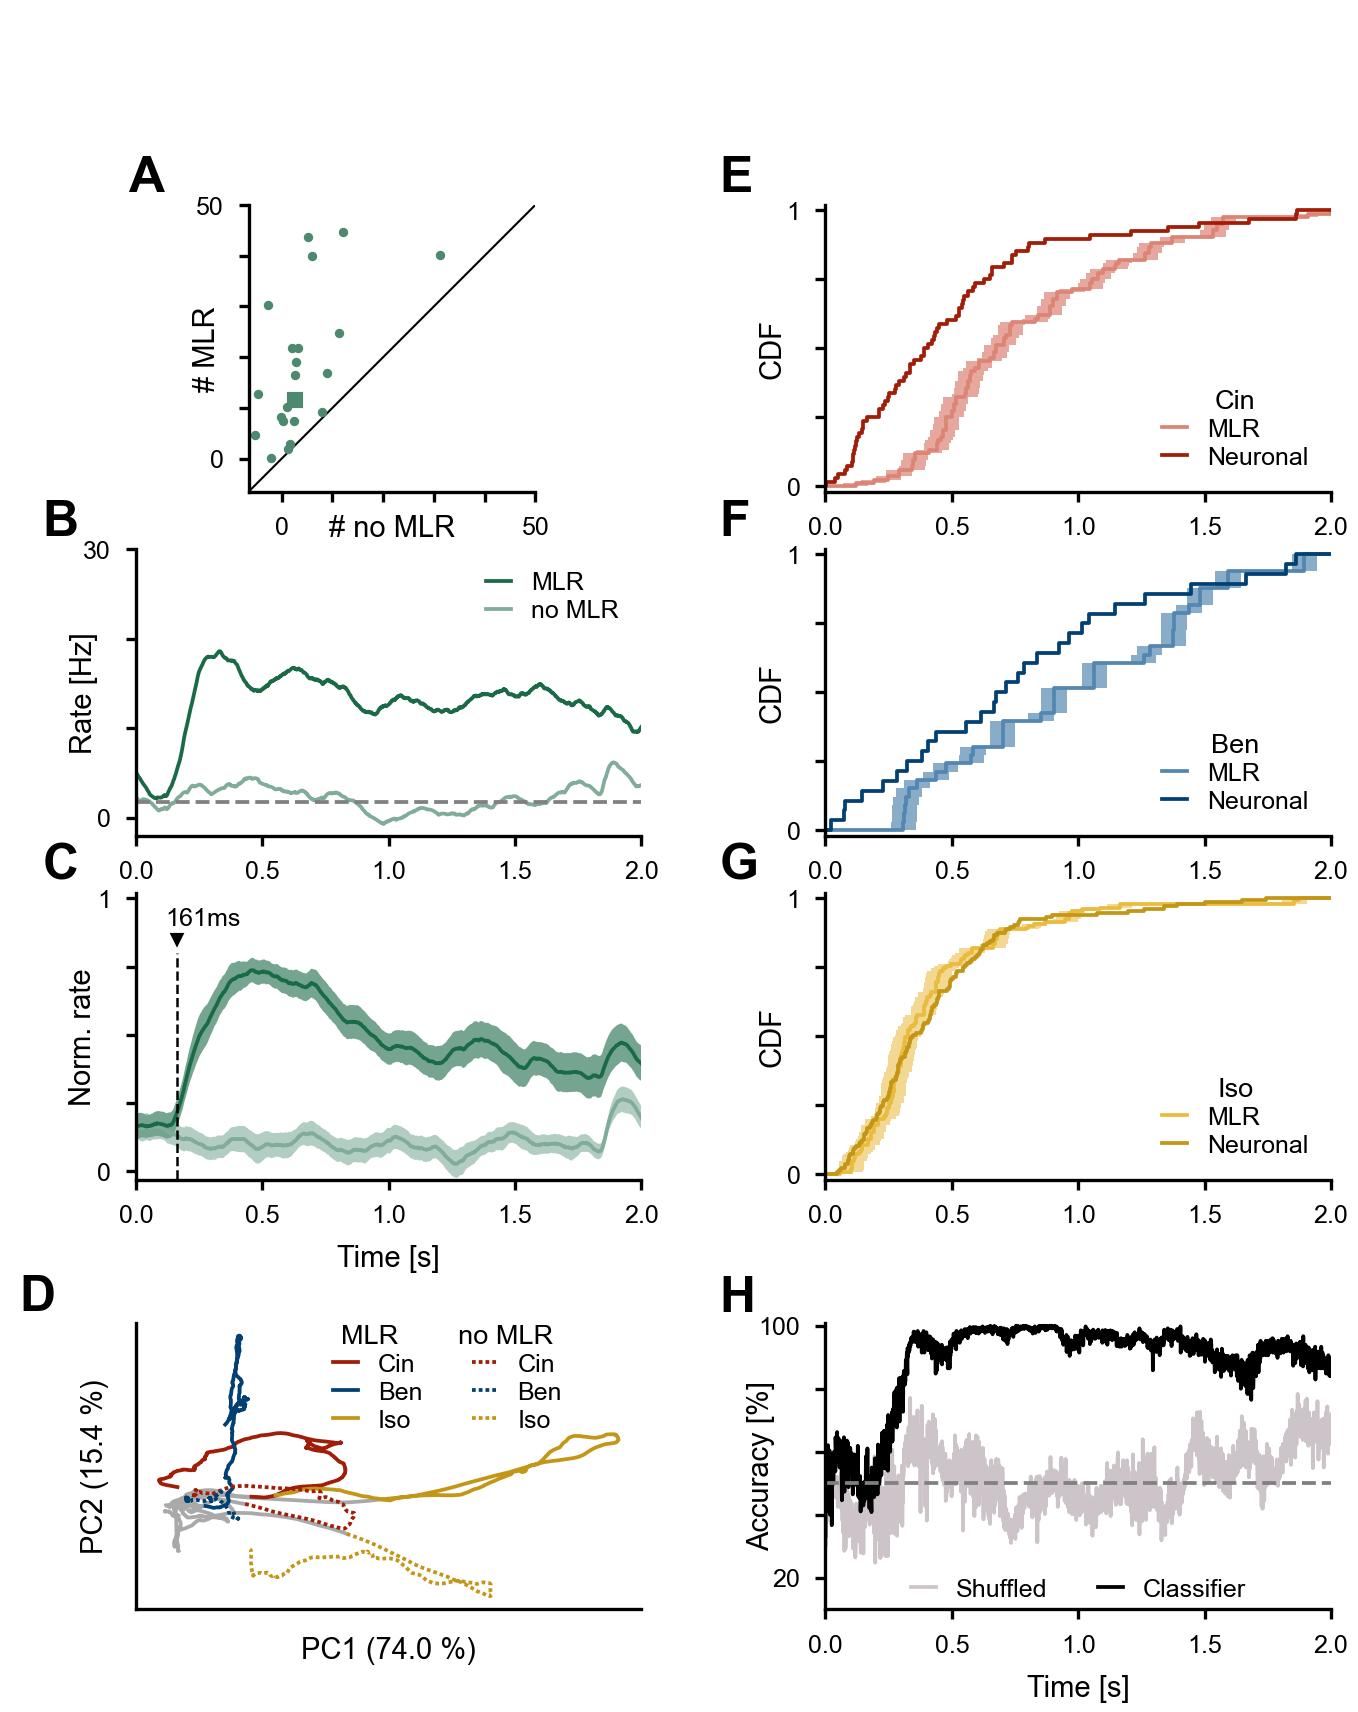 A
50
0
# MLR
0
50
# no MLR
B
30
0
Rate [Hz]
MLR
no MLR
0.0 0.5 1.0 1.5 2.0
C
1
0
Norm. rate
161ms
0.0 0.5 1.0 1.5 2.0
Time [s]
D
MLR no MLR
Cin Cin
Ben Ben
Iso Iso
PC2 (15.4 %)
PC1 (74.0 %)
E
1
0
CDF
Cin
MLR
Neuronal
0.0 0.5 1.0 1.5 2.0
F
1
0
CDF
Ben
MLR
Neuronal
0.0 0.5 1.0 1.5 2.0
G
1
0
CDF
Iso
MLR
Neuronal
0.0 0.5 1.0 1.5 2.0
H
100
20
Accuracy [%]
Shuffled Classifier
0.0 0.5 1.0 1.5 2.0
Time [s]